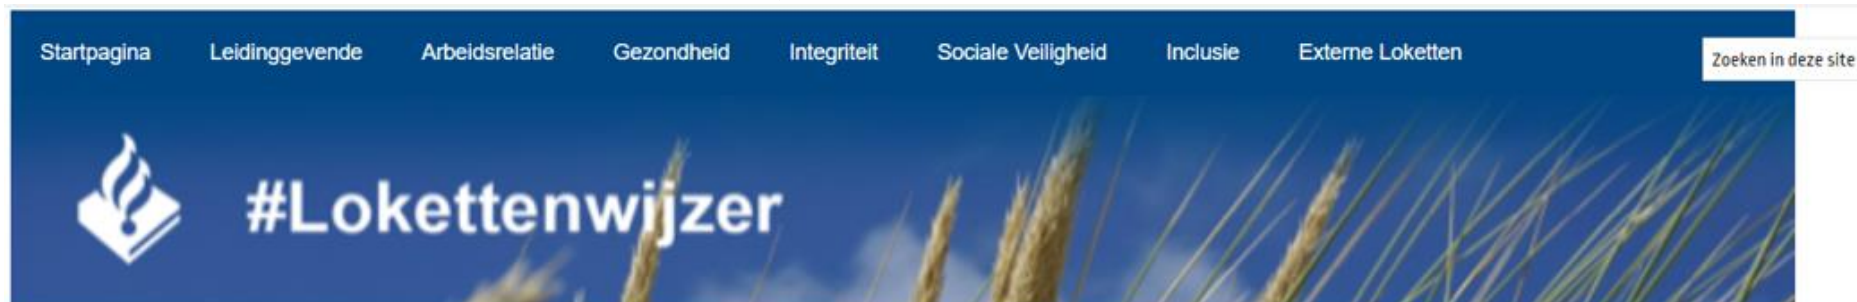 Startpagina Leidinggevende Arbeidsrelatie Gezondheid Integriteit Sociale Veiligheid Inclusie Externe Loketten
Zoeken in deze site
#Lokettenwijzer